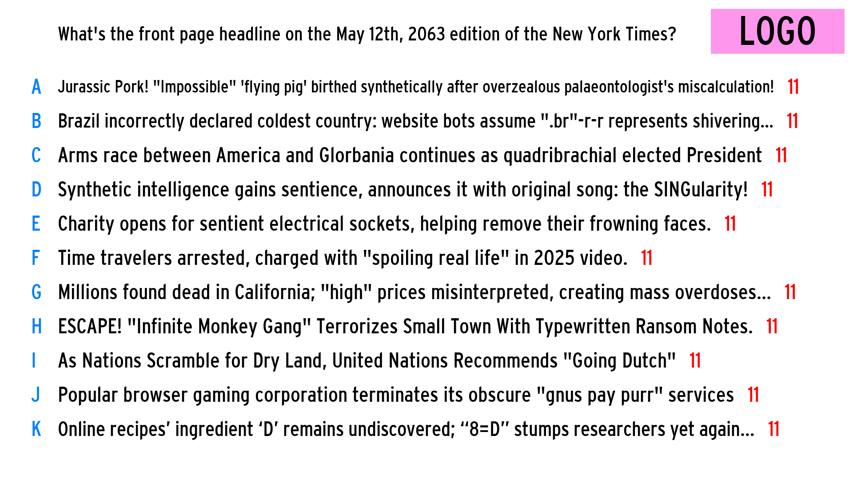 What's the front page headline on the May 12th, 2063 edition of the New York Times?
LOGO
A Jurassic Pork! "Impossible" 'flying pig' birthed synthetically after overzealous palaeontologist's miscalculation! 11
B Brazil incorrectly declared coldest country: website bots assume ".br"-r-r represents shivering... 11
C Arms race between America and Glorbania continues as quadribrachial elected President 11
D Synthetic intelligence gains sentience, announces it with original song: the SINGularity! 11
E Charity opens for sentient electrical sockets, helping remove their frowning faces. 11
F Time travelers arrested, charged with "spoiling real life" in 2025 video. 11
G Millions found dead in California; "high" prices misinterpreted, creating mass overdoses... 11
H ESCAPE! "Infinite Monkey Gang" Terrorizes Small Town With Typewritten Ransom Notes. 11
I As Nations Scramble for Dry Land, United Nations Recommends "Going Dutch" 11
J Popular browser gaming corporation terminates its obscure "gnus pay purr" services 11
K Online recipes’ ingredient ‘D’ remains undiscovered; “8=D” stumps researchers yet again... 11